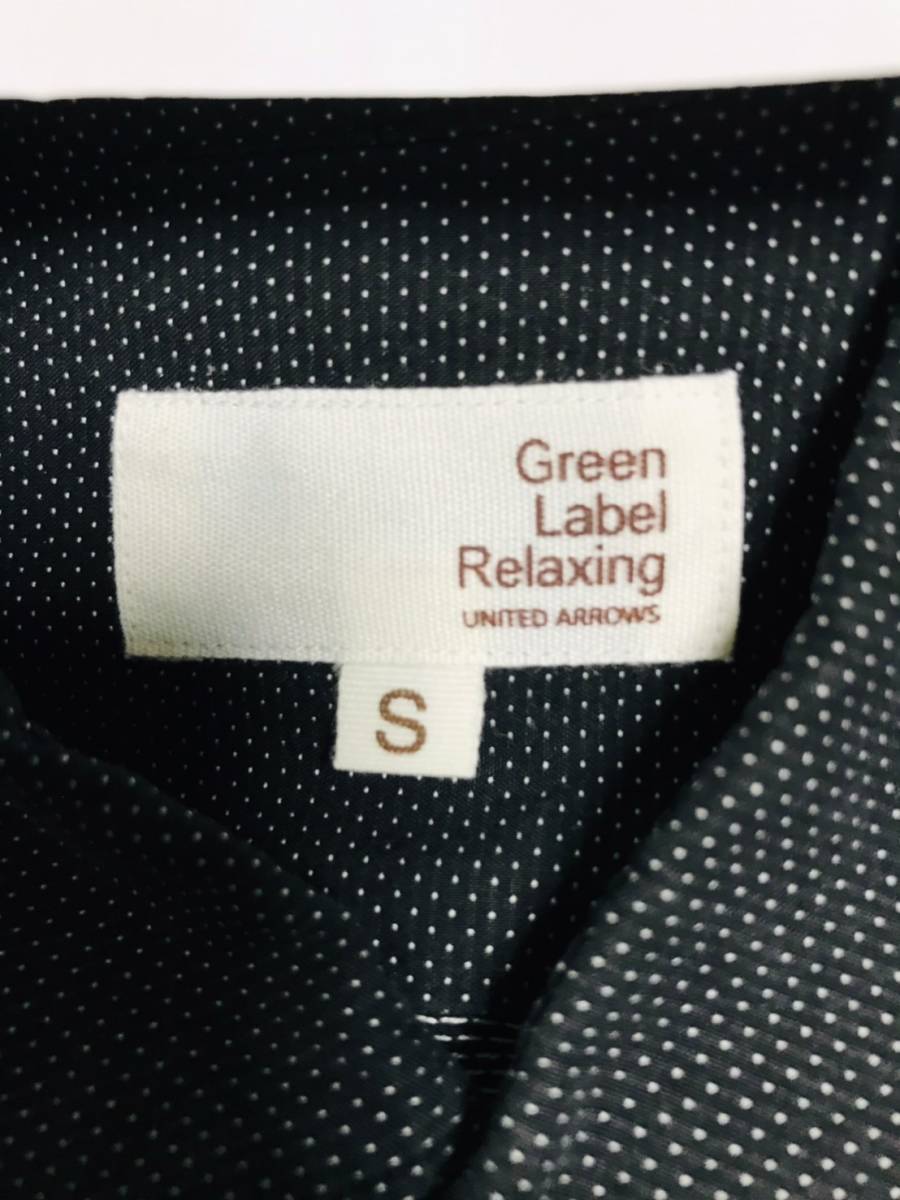 Green
Label
Relaxing
UNITED ARROWS
S